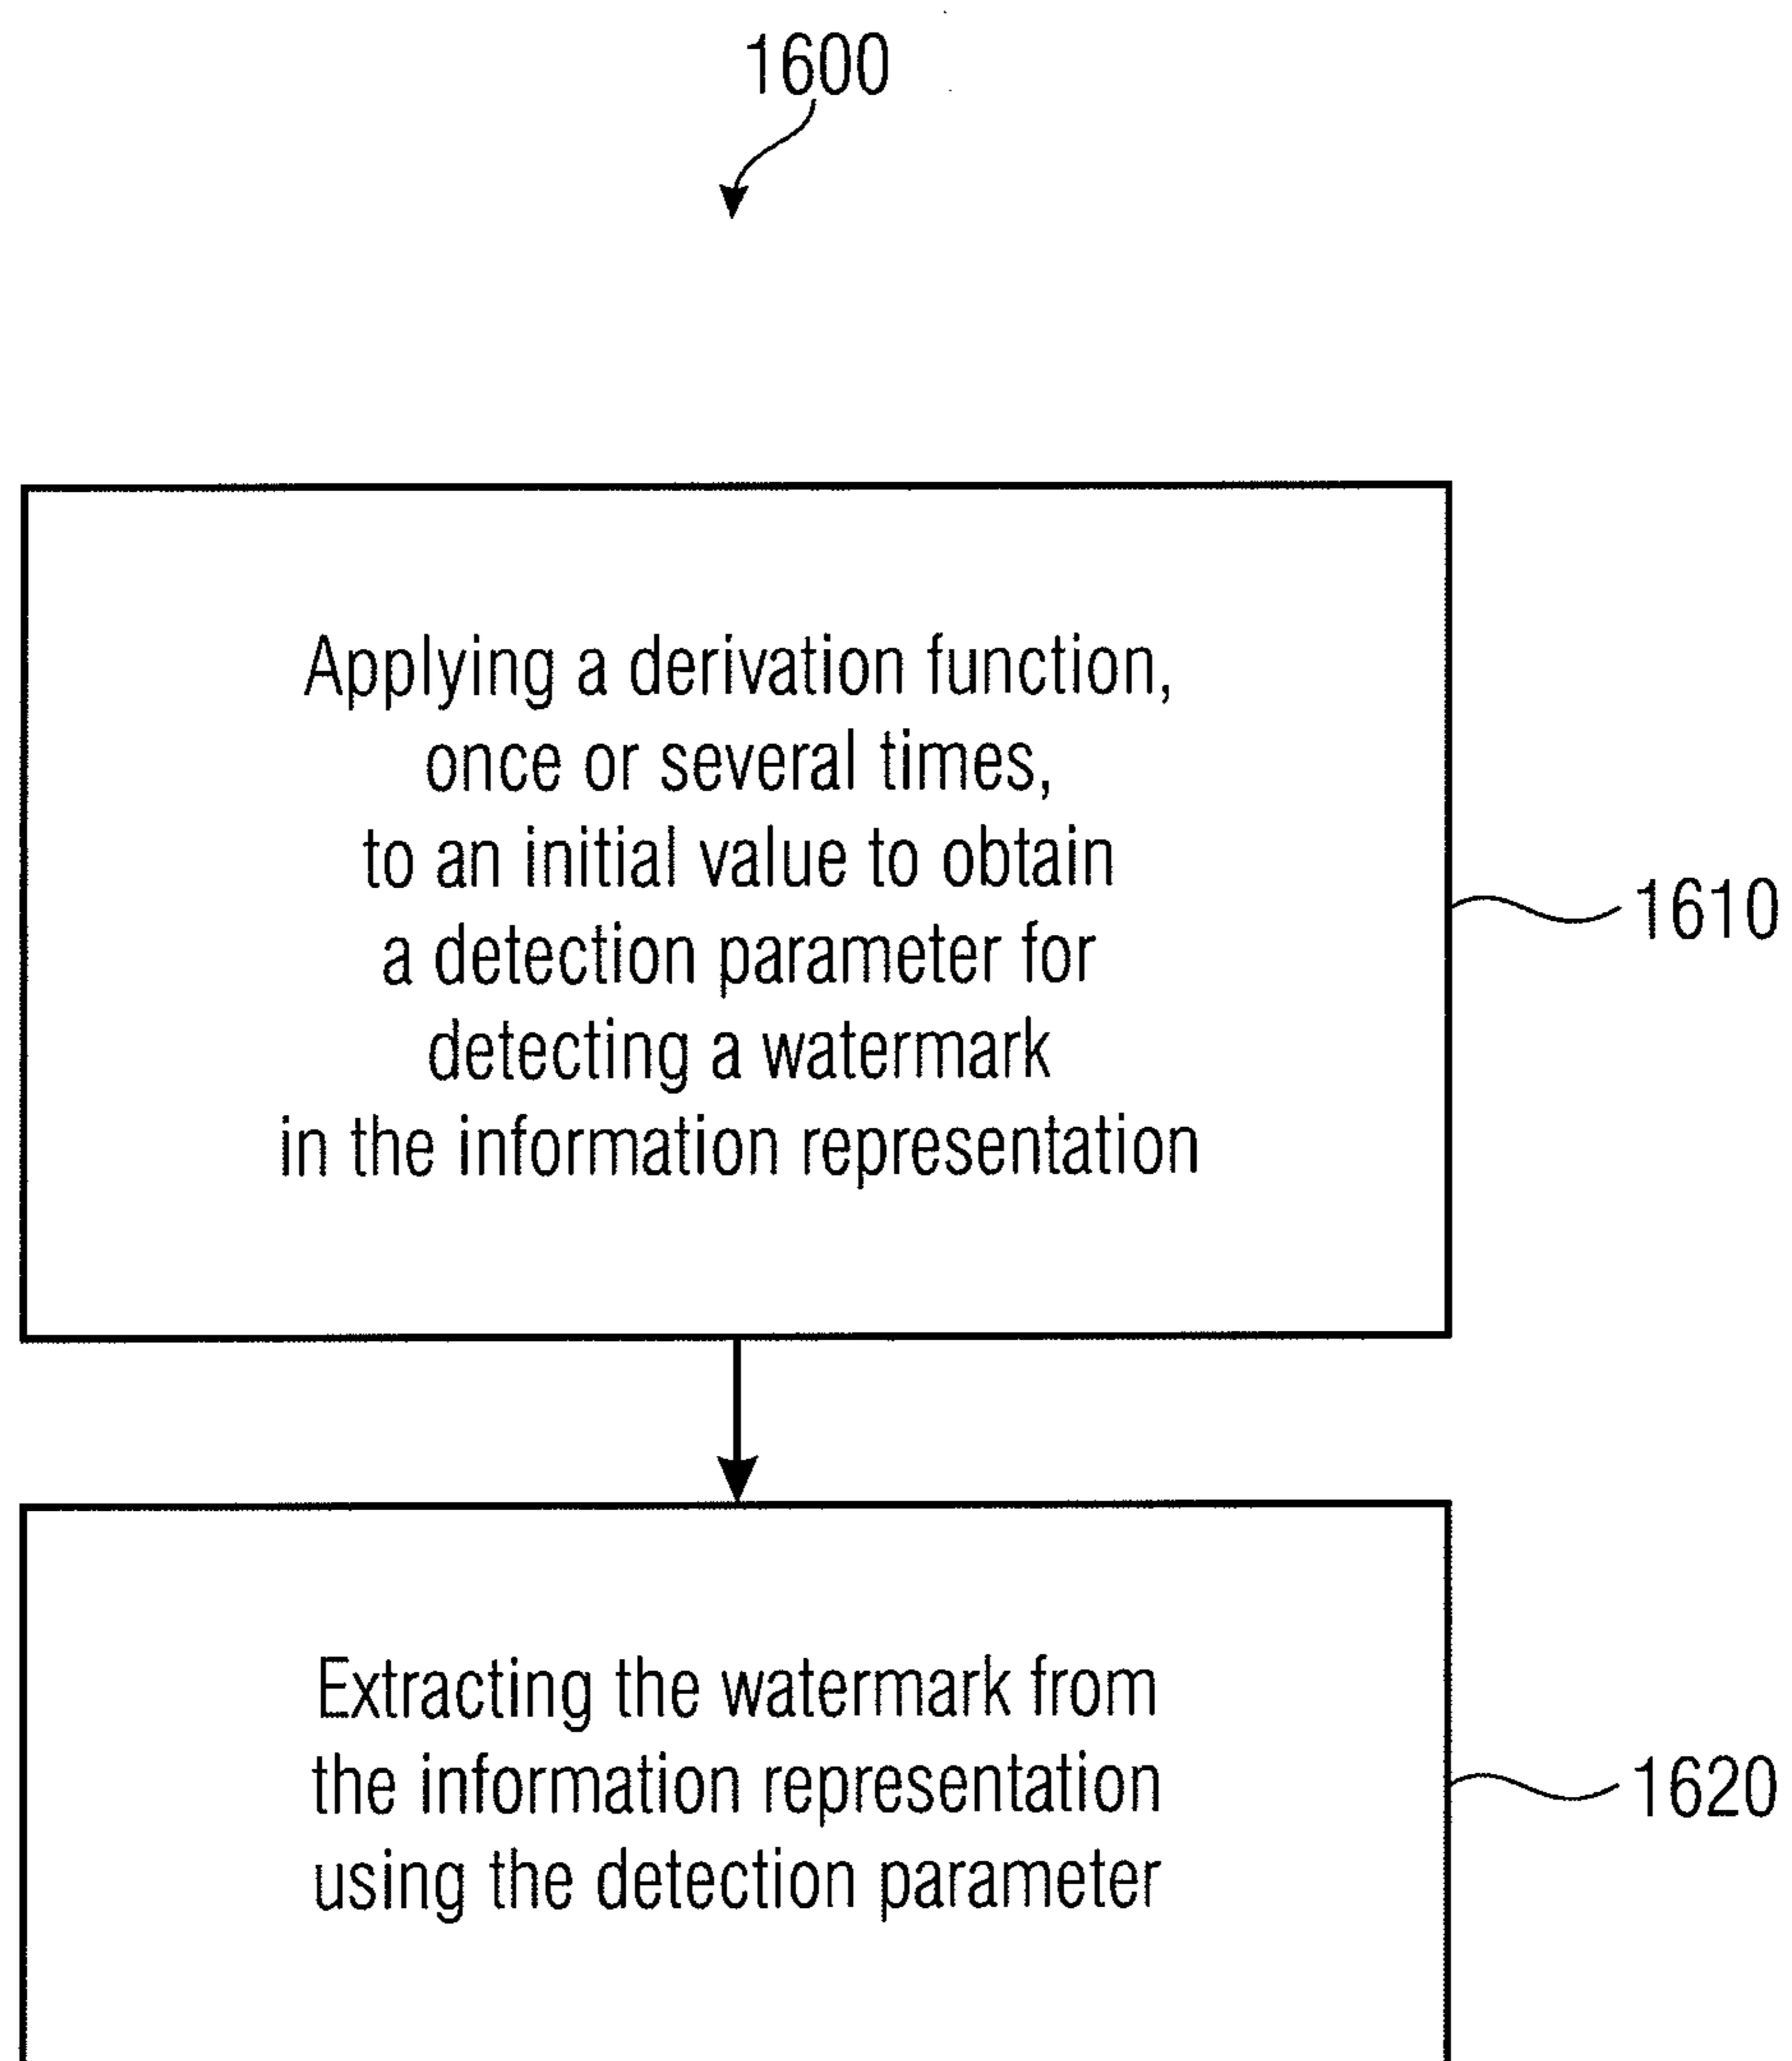 1600
Applying a derivation function,
once or several times,
to an initial value to obtain
a detection parameter for
detecting a watermark
in the information representation
1610
Extracting the watermark from
the information representation
using the detection parameter
1620